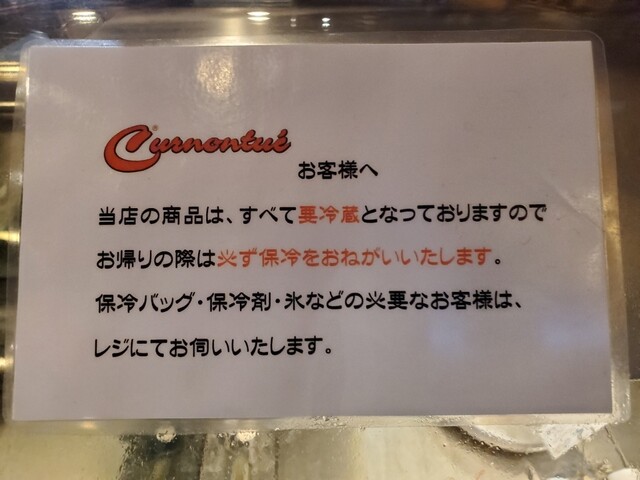 Curnontué
お客様へ
当店の商品は、すべて要冷蔵となっておりますので
お帰りの際は必ず保冷をおねがいいたします。
保冷バッグ・保冷剤・氷などの必要なお客様は、
レジにてお伺いいたします。